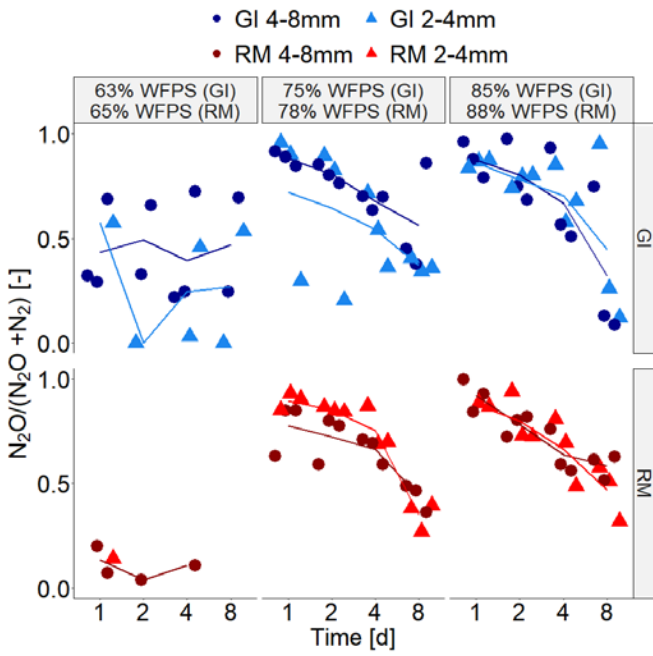 GI 4-8mm GI 2-4mm
RM 4-8mm RM 2-4mm
63% WFPS (GI)
65% WFPS (RM)
75% WFPS (GI)
78% WFPS (RM)
85% WFPS (GI)
88% WFPS (RM)
N₂O/(N₂O +N₂) [-]
1.0
0.5
0.0
GI
1.0
0.5
0.0
RM
1 2 4 8
1 2 4 8
1 2 4 8
Time [d]